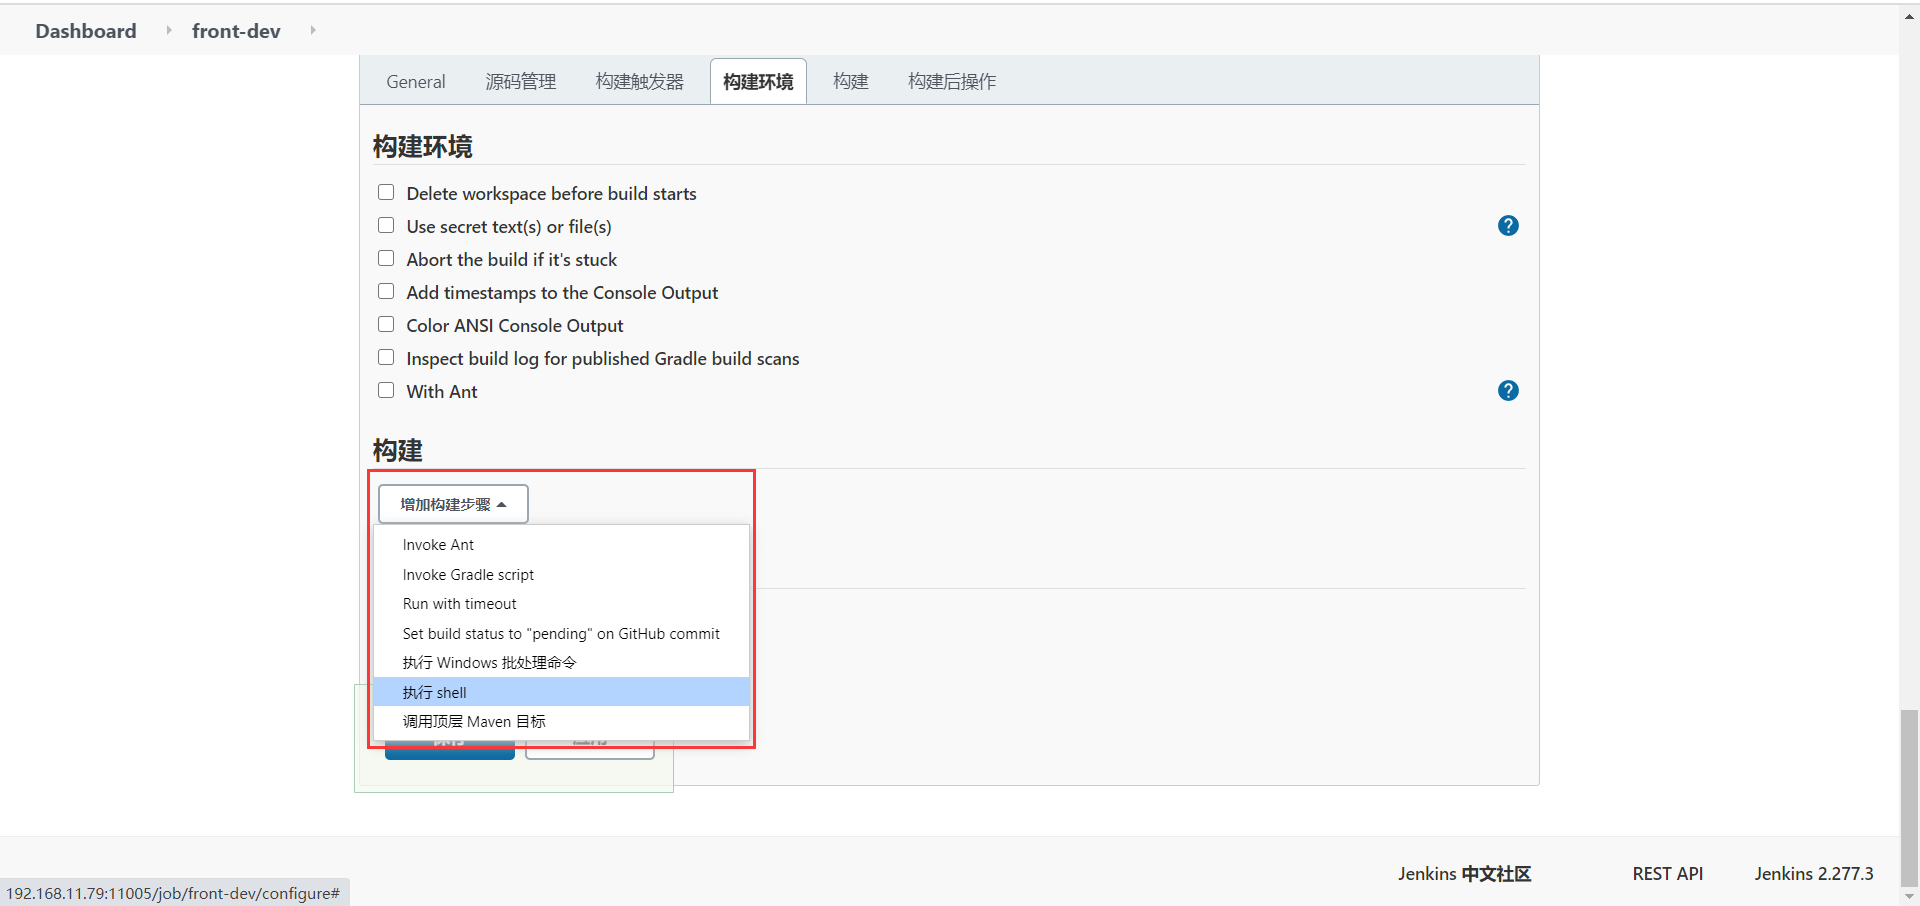 Dashboard
front-dev
General
源码管理
构建触发器
构建环境
构建
构建后操作
构建环境
Delete workspace before build starts
Use secret text(s) or file(s)
Abort the build if it's stuck
Add timestamps to the Console Output
Color ANSI Console Output
Inspect build log for published Gradle build scans
With Ant
构建
增加构建步骤
Invoke Ant
Invoke Gradle script
Run with timeout
Set build status to "pending" on GitHub commit
执行 Windows 批处理命令
执行 shell
调用顶层 Maven 目标
Jenkins 中文社区
REST API
Jenkins 2.277.3
192.168.11.79:11005/job/front-dev/configure#